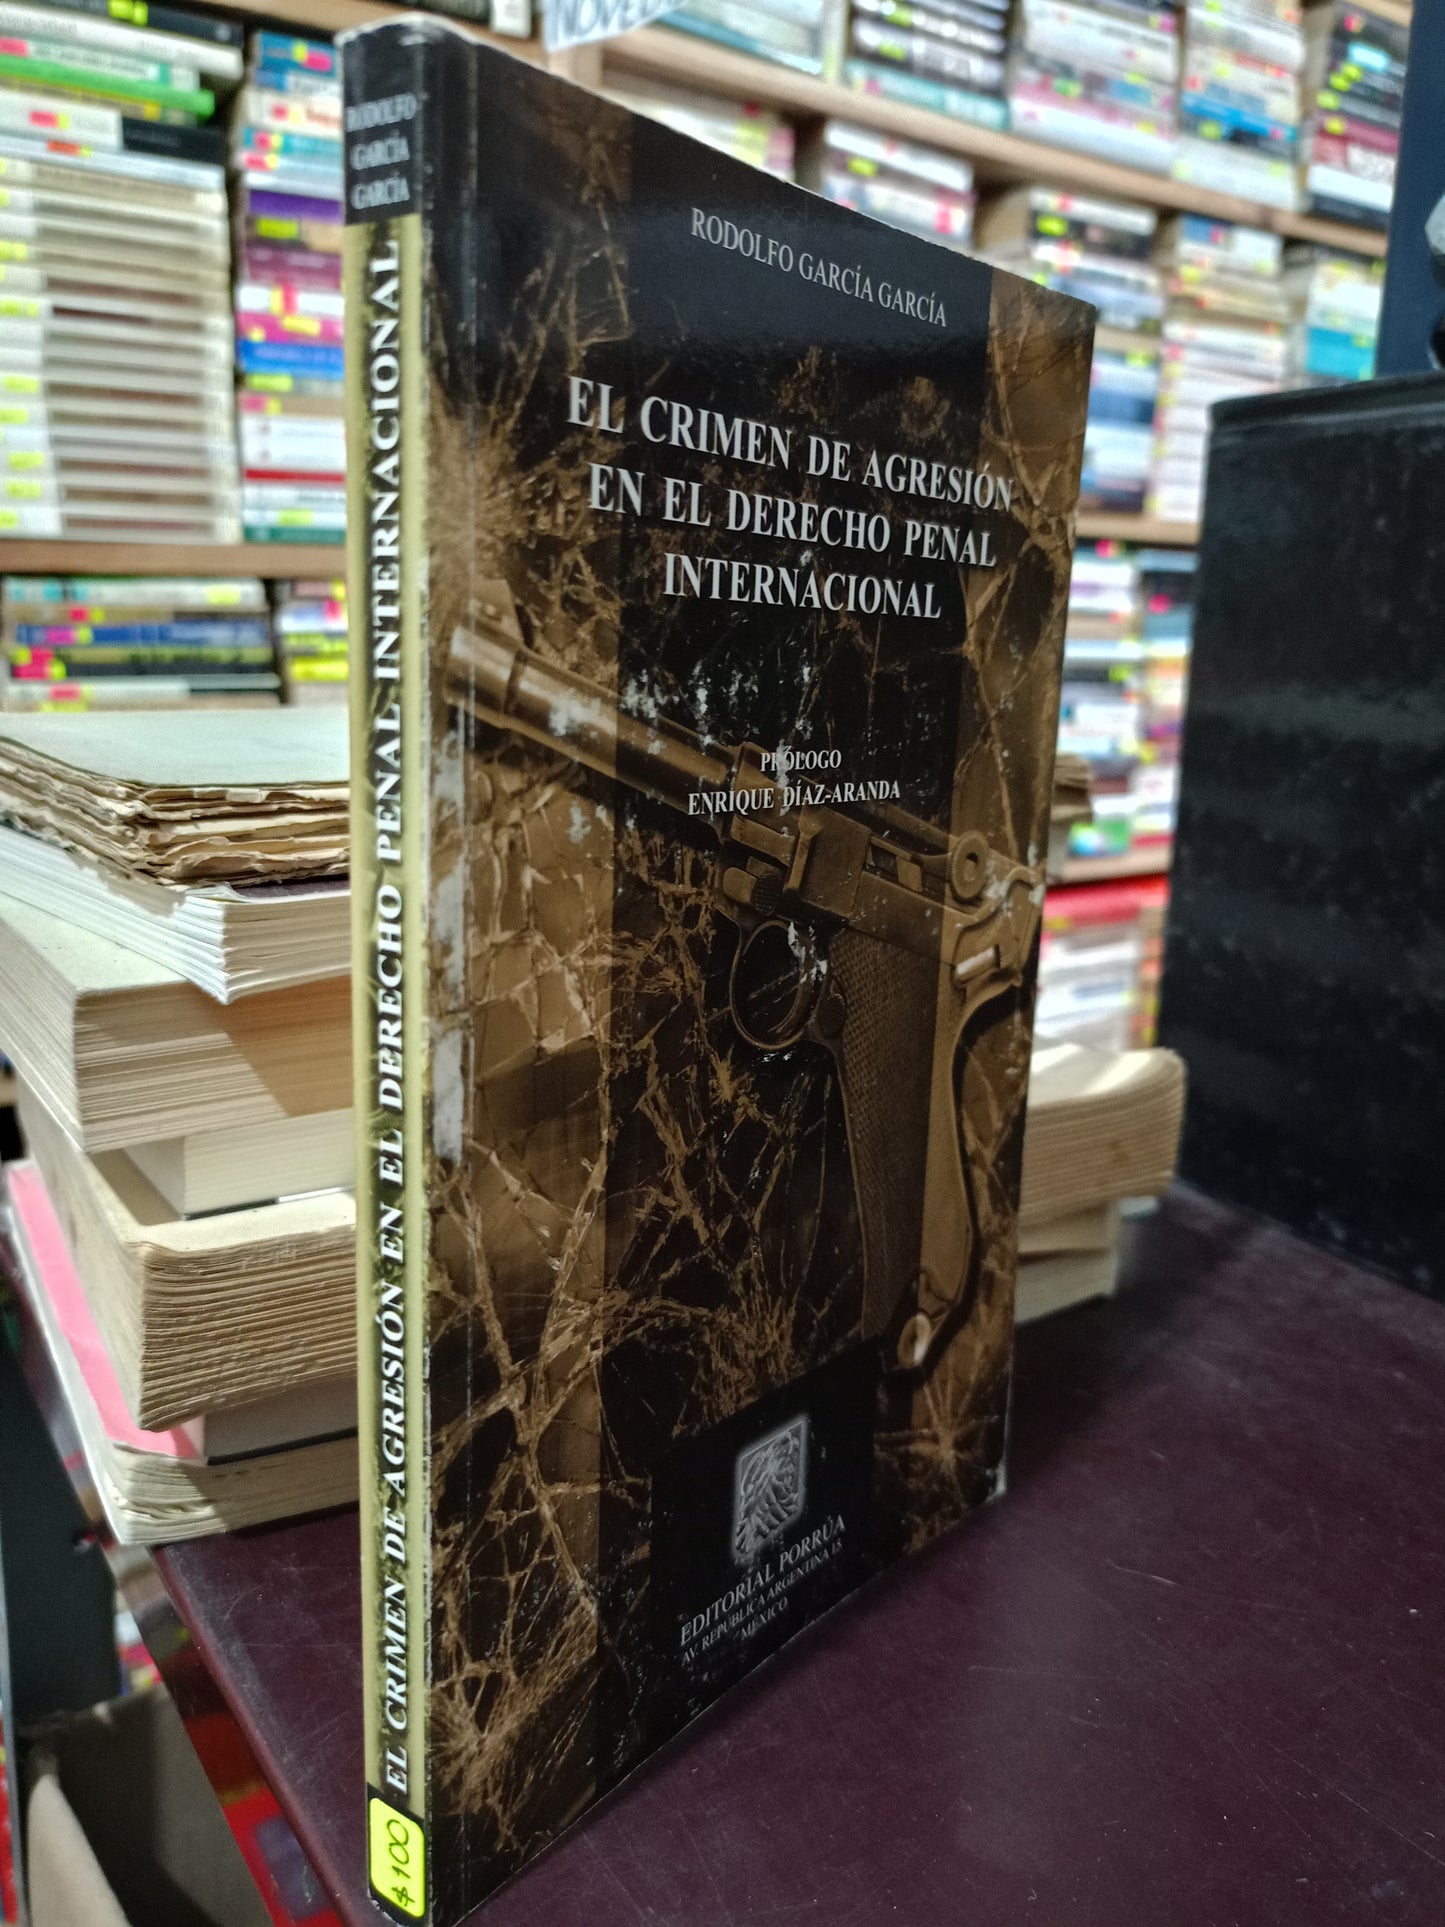 NOVE
RODOLFO
GARCÍA
GARCÍA
EL CRIMEN DE AGRESIÓN EN EL DERECHO PENAL INTERNACIONAL
$100
RODOLFO GARCÍA GARCÍA
EL CRIMEN DE AGRESIÓN
EN EL DERECHO PENAL
INTERNACIONAL
PRÓLOGO
ENRIQUE DÍAZ-ARANDA
EDITORIAL PORRÚA
AV. REPÚBLICA ARGENTINA 15
MÉXICO